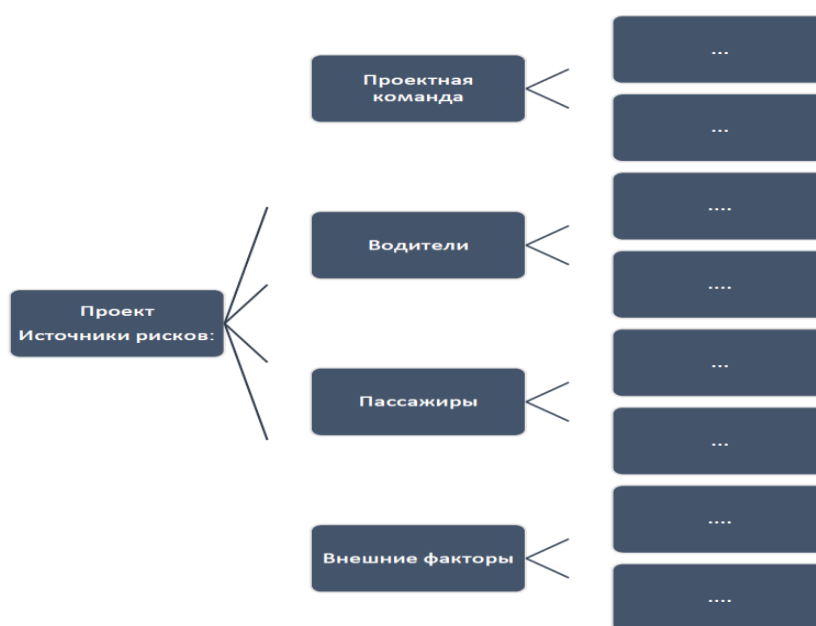 Проект
Источники рисков:
Проектная
команда
Водители
Пассажиры
Внешние факторы
...
...
....
....
...
...
....
....